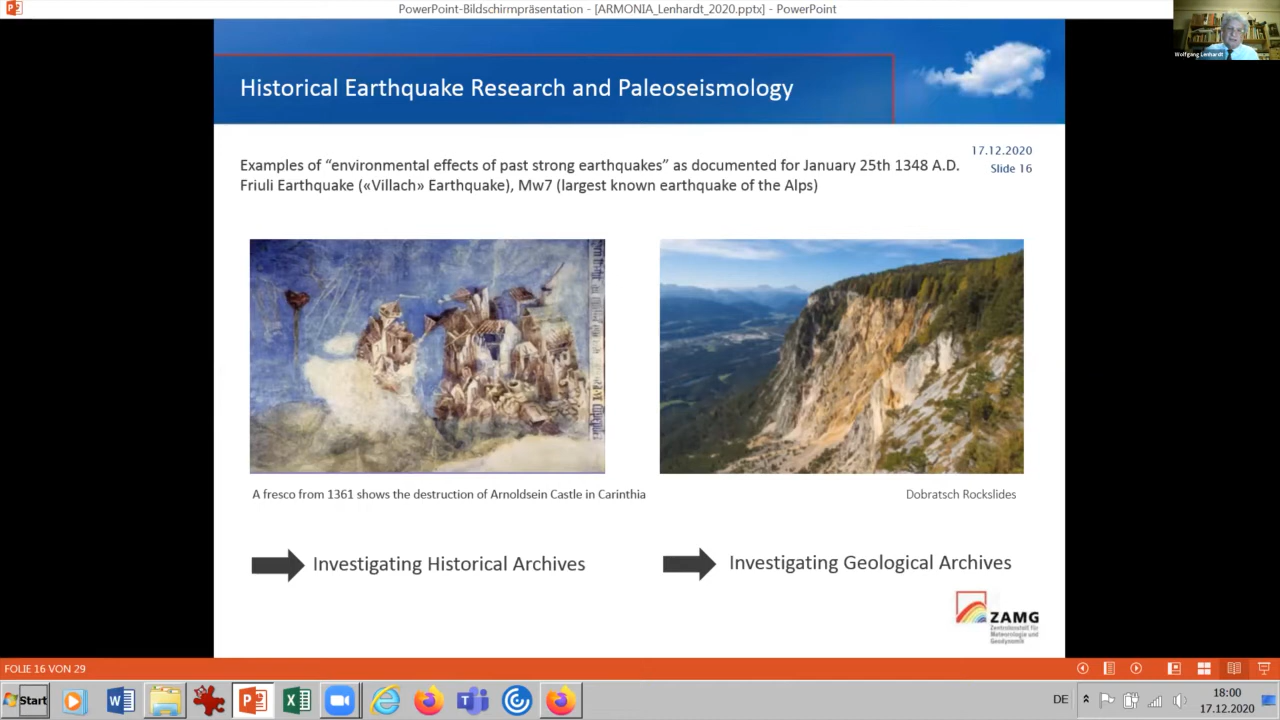 PowerPoint-Bildschirmpräsentation - [ARMONIA_Lenhardt_2020.pptx] - PowerPoint
Wolfgang Lenhardt
Historical Earthquake Research and Paleoseismology
17.12.2020
Slide 16
Examples of “environmental effects of past strong earthquakes” as documented for January 25th 1348 A.D.
Friuli Earthquake («Villach» Earthquake), Mw7 (largest known earthquake of the Alps)
A fresco from 1361 shows the destruction of Arnoldsein Castle in Carinthia
Dobratsch Rockslides
Investigating Historical Archives
Investigating Geological Archives
ZAMG
Zentralanstalt für
Meteorologie und
Geodynamik
FOLIE 16 VON 29
Start
DE
18:00
17.12.2020